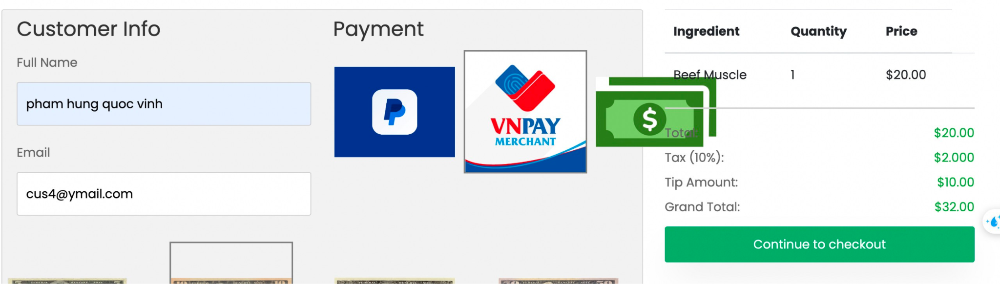 Customer Info
Full Name
pham hung quoc vinh
Email
cus4@ymail.com
Payment
VNPAY
MERCHANT
$
Ingredient Quantity Price
Beef Muscle 1 $20.00
Total: $20.00
Tax (10%): $2.000
Tip Amount: $10.00
Grand Total: $32.00
Continue to checkout